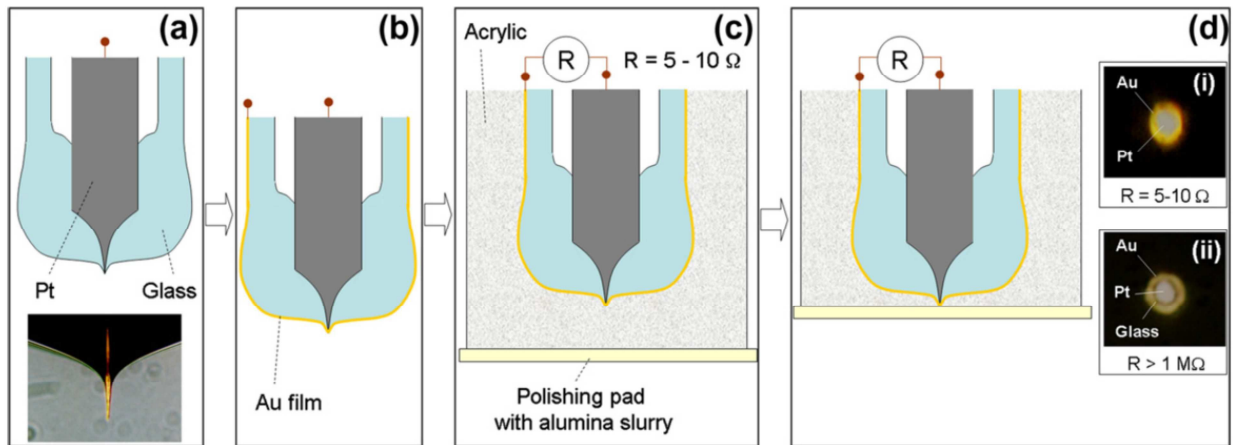 (a)
Pt
Glass
(b)
Au film
(c)
Acrylic
R
R = 5 - 10 Ω
Polishing pad
with alumina slurry
(d)
R
(i)
Au
Pt
R = 5-10 Ω
(ii)
Au
Pt
Glass
R > 1 MΩ